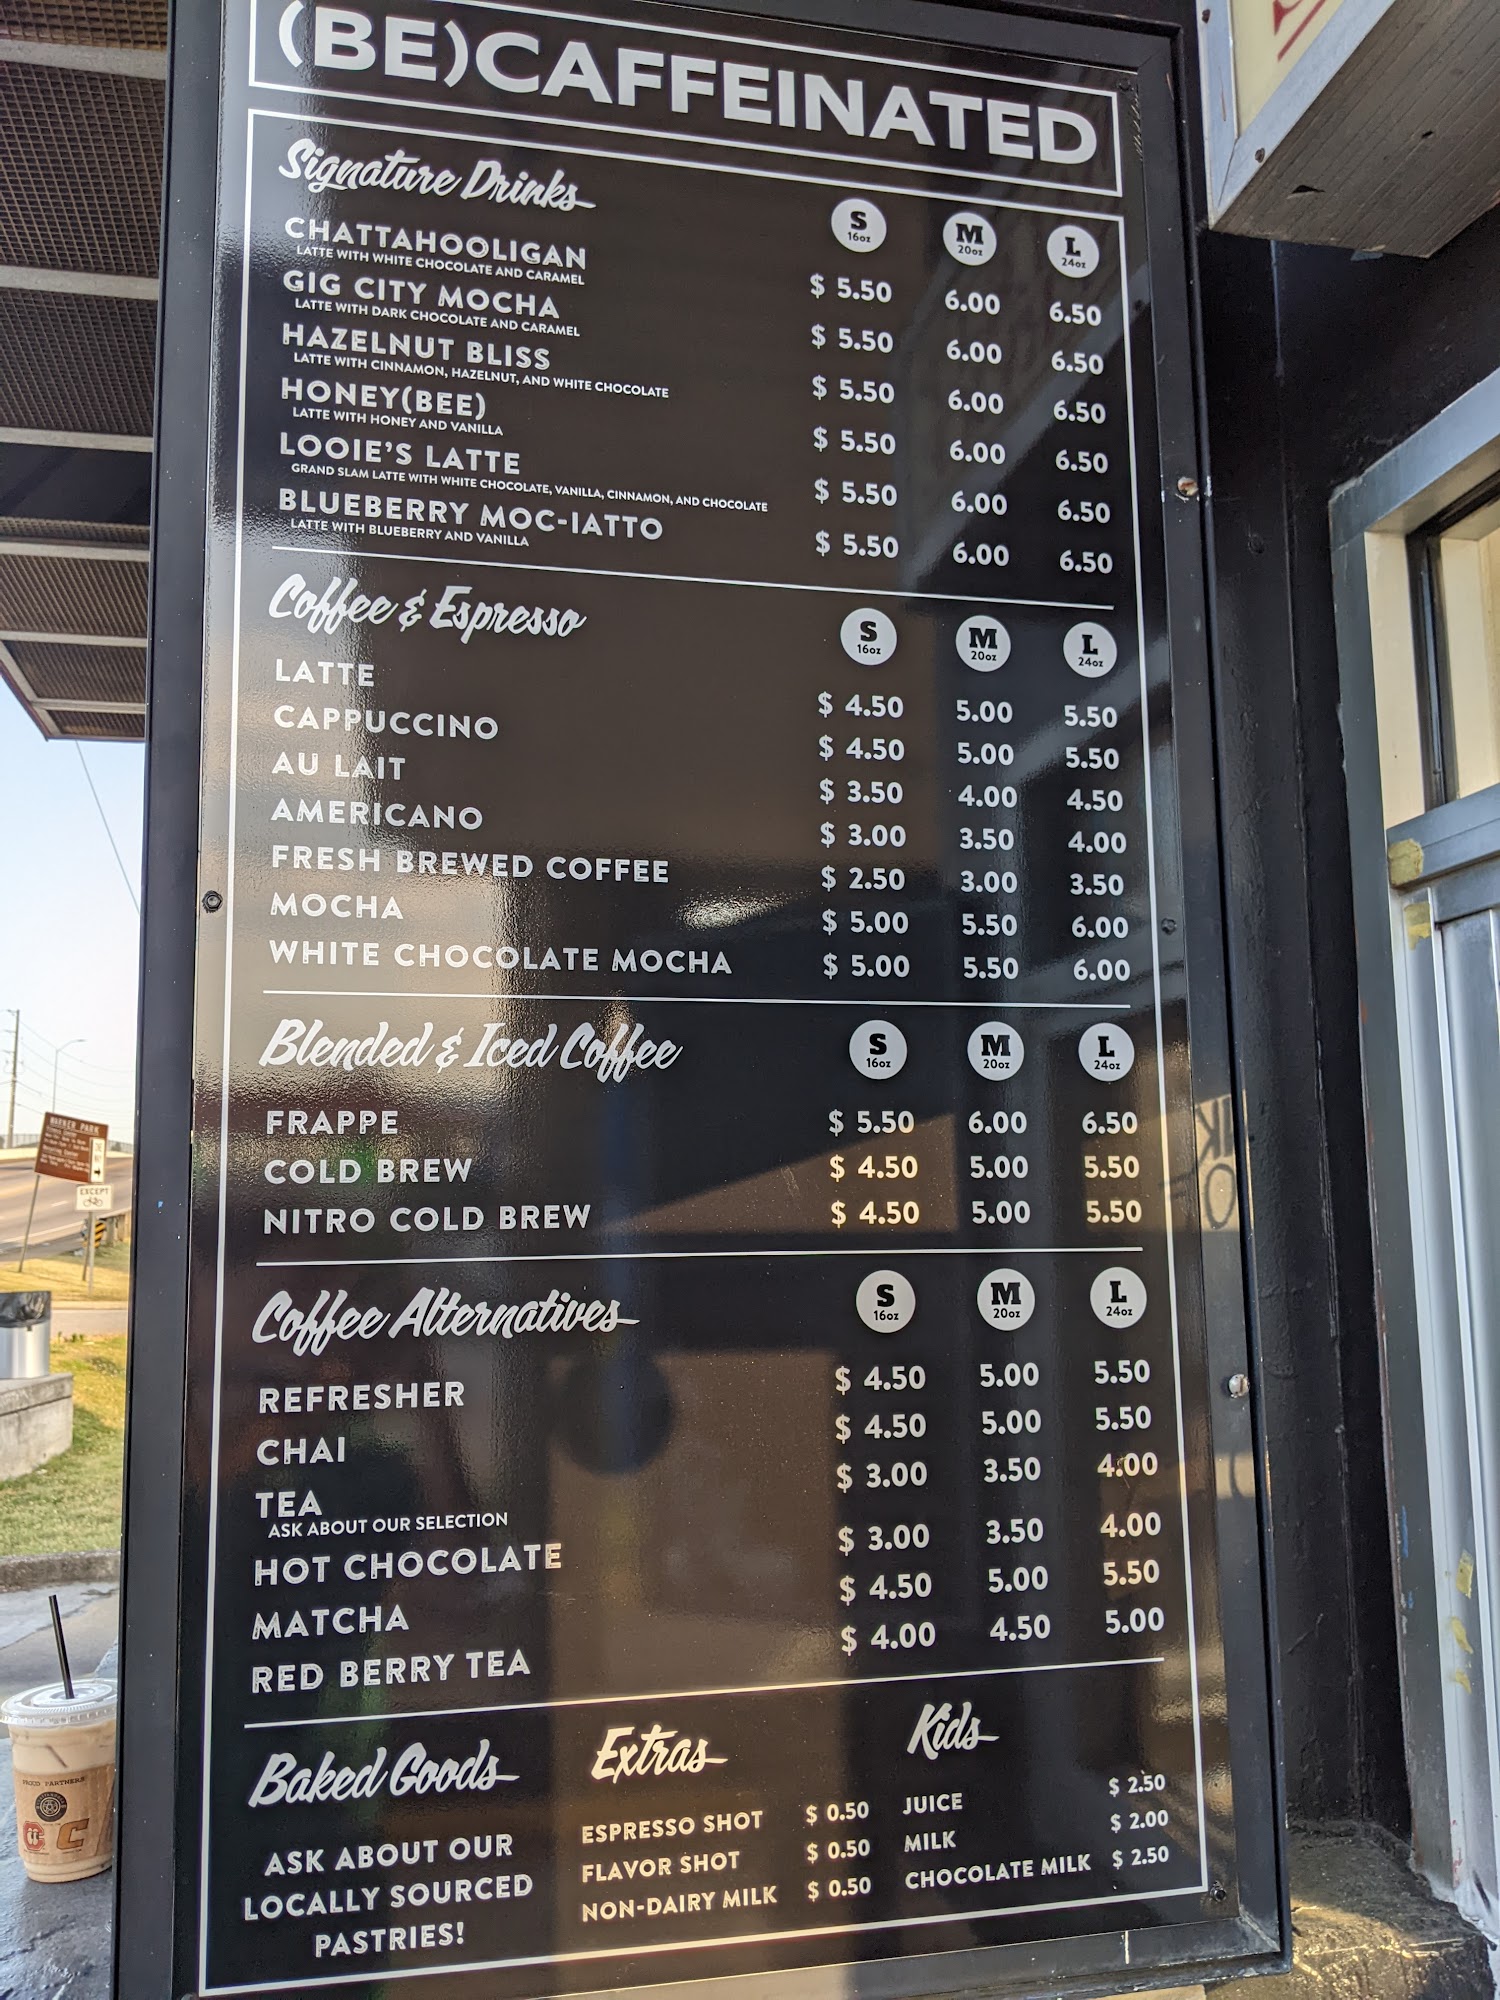 (BE)CAFFEINATED
Signature Drinks S 16oz M 20oz L 24oz
CHATTAHOOLIGAN $ 5.50 6.00 6.50
LATTE WITH WHITE CHOCOLATE AND CARAMEL
GIG CITY MOCHA $ 5.50 6.00 6.50
LATTE WITH DARK CHOCOLATE AND CARAMEL
HAZELNUT BLISS $ 5.50 6.00 6.50
LATTE WITH CINNAMON, HAZELNUT, AND WHITE CHOCOLATE
HONEY(BEE) $ 5.50 6.00 6.50
LATTE WITH HONEY AND VANILLA
LOOIE'S LATTE $ 5.50 6.00 6.50
GRAND SLAM LATTE WITH WHITE CHOCOLATE, VANILLA, CINNAMON, AND CHOCOLATE
BLUEBERRY MOC-IATTO $ 5.50 6.00 6.50
LATTE WITH BLUEBERRY AND VANILLA
Coffee & Espresso S 16oz M 20oz L 24oz
LATTE $ 4.50 5.00 5.50
CAPPUCCINO $ 4.50 5.00 5.50
AU LAIT $ 3.50 4.00 4.50
AMERICANO $ 3.00 3.50 4.00
FRESH BREWED COFFEE $ 2.50 3.00 3.50
MOCHA $ 5.00 5.50 6.00
WHITE CHOCOLATE MOCHA $ 5.00 5.50 6.00
Blended & Iced Coffee S 16oz M 20oz L 24oz
FRAPPE $ 5.50 6.00 6.50
COLD BREW $ 4.50 5.00 5.50
NITRO COLD BREW $ 4.50 5.00 5.50
Coffee Alternatives S 16oz M 20oz L 24oz
REFRESHER $ 4.50 5.00 5.50
CHAI $ 4.50 5.00 5.50
TEA $ 3.00 3.50 4.00
ASK ABOUT OUR SELECTION
HOT CHOCOLATE $ 3.00 3.50 4.00
MATCHA $ 4.50 5.00 5.50
RED BERRY TEA $ 4.00 4.50 5.00
Baked Goods
ASK ABOUT OUR
LOCALLY SOURCED
PASTRIES!
Extras
ESPRESSO SHOT $ 0.50
FLAVOR SHOT $ 0.50
NON-DAIRY MILK $ 0.50
Kids
JUICE $ 2.50
MILK $ 2.00
CHOCOLATE MILK $ 2.50
WARNER PARK
EXCEPT
PROUD PARTNERS
C